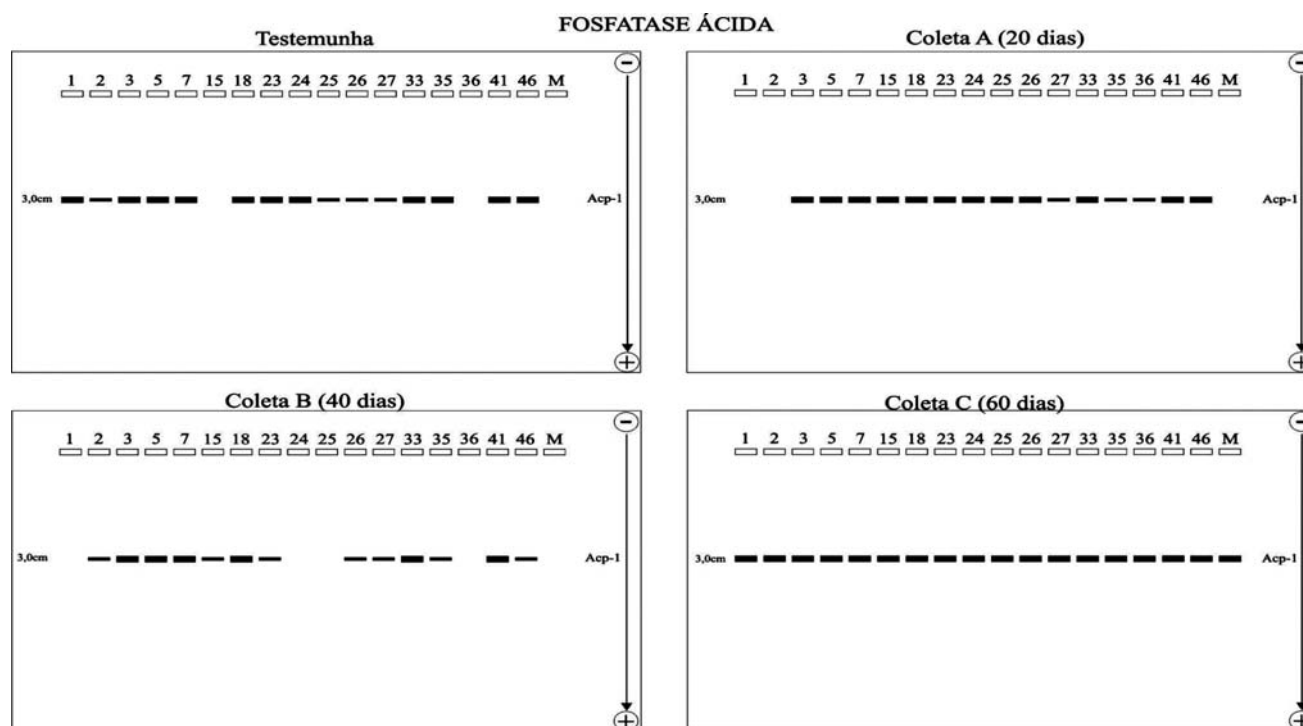 FOSFATASE ÁCIDA
Testemunha
1 2 3 5 7 15 18 23 24 25 26 27 33 35 36 41 46 M
3,0cm Acp-1
Coleta A (20 dias)
1 2 3 5 7 15 18 23 24 25 26 27 33 35 36 41 46 M
3,0cm Acp-1
Coleta B (40 dias)
1 2 3 5 7 15 18 23 24 25 26 27 33 35 36 41 46 M
3,0cm Acp-1
Coleta C (60 dias)
1 2 3 5 7 15 18 23 24 25 26 27 33 35 36 41 46 M
3,0cm Acp-1